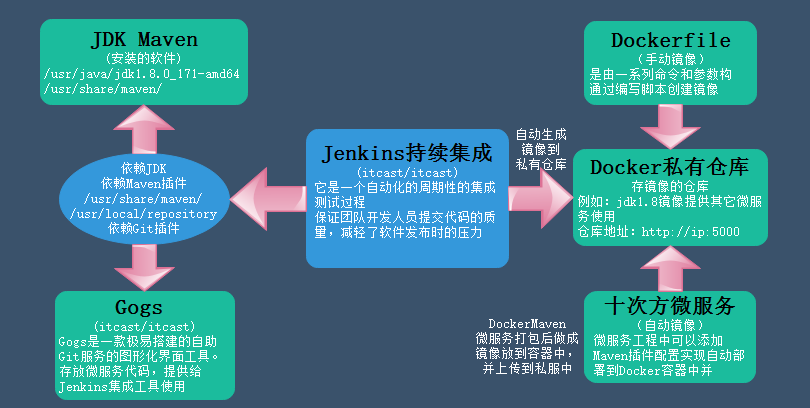 JDK Maven
(安装的软件)
/usr/java/jdk1.8.0_171-amd64
/usr/share/maven/
依赖JDK
依赖Maven插件
/usr/share/maven/
/usr/local/repository
依赖Git插件
Gogs
(itcast/itcast)
Gogs是一款极易搭建的自助
Git服务的图形化界面工具。
存放微服务代码，提供给
Jenkins集成工具使用
Jenkins持续集成
(itcast/itcast)
它是一个自动化的周期性的集成
测试过程
保证团队开发人员提交代码的质
量，减轻了软件发布时的压力
自动生成
镜像到
私有仓库
Dockerfile
（手动镜像）
是由一系列命令和参数构
通过编写脚本创建镜像
Docker私有仓库
存镜像的仓库
例如：jdk1.8镜像提供其它微服
务使用
仓库地址：http://ip:5000
DockerMaven
微服务打包后做成
镜像放到容器中，
并上传到私服中
十次方微服务
（自动镜像）
微服务工程中可以添加
Maven插件配置实现自动部
署到Docker容器中并